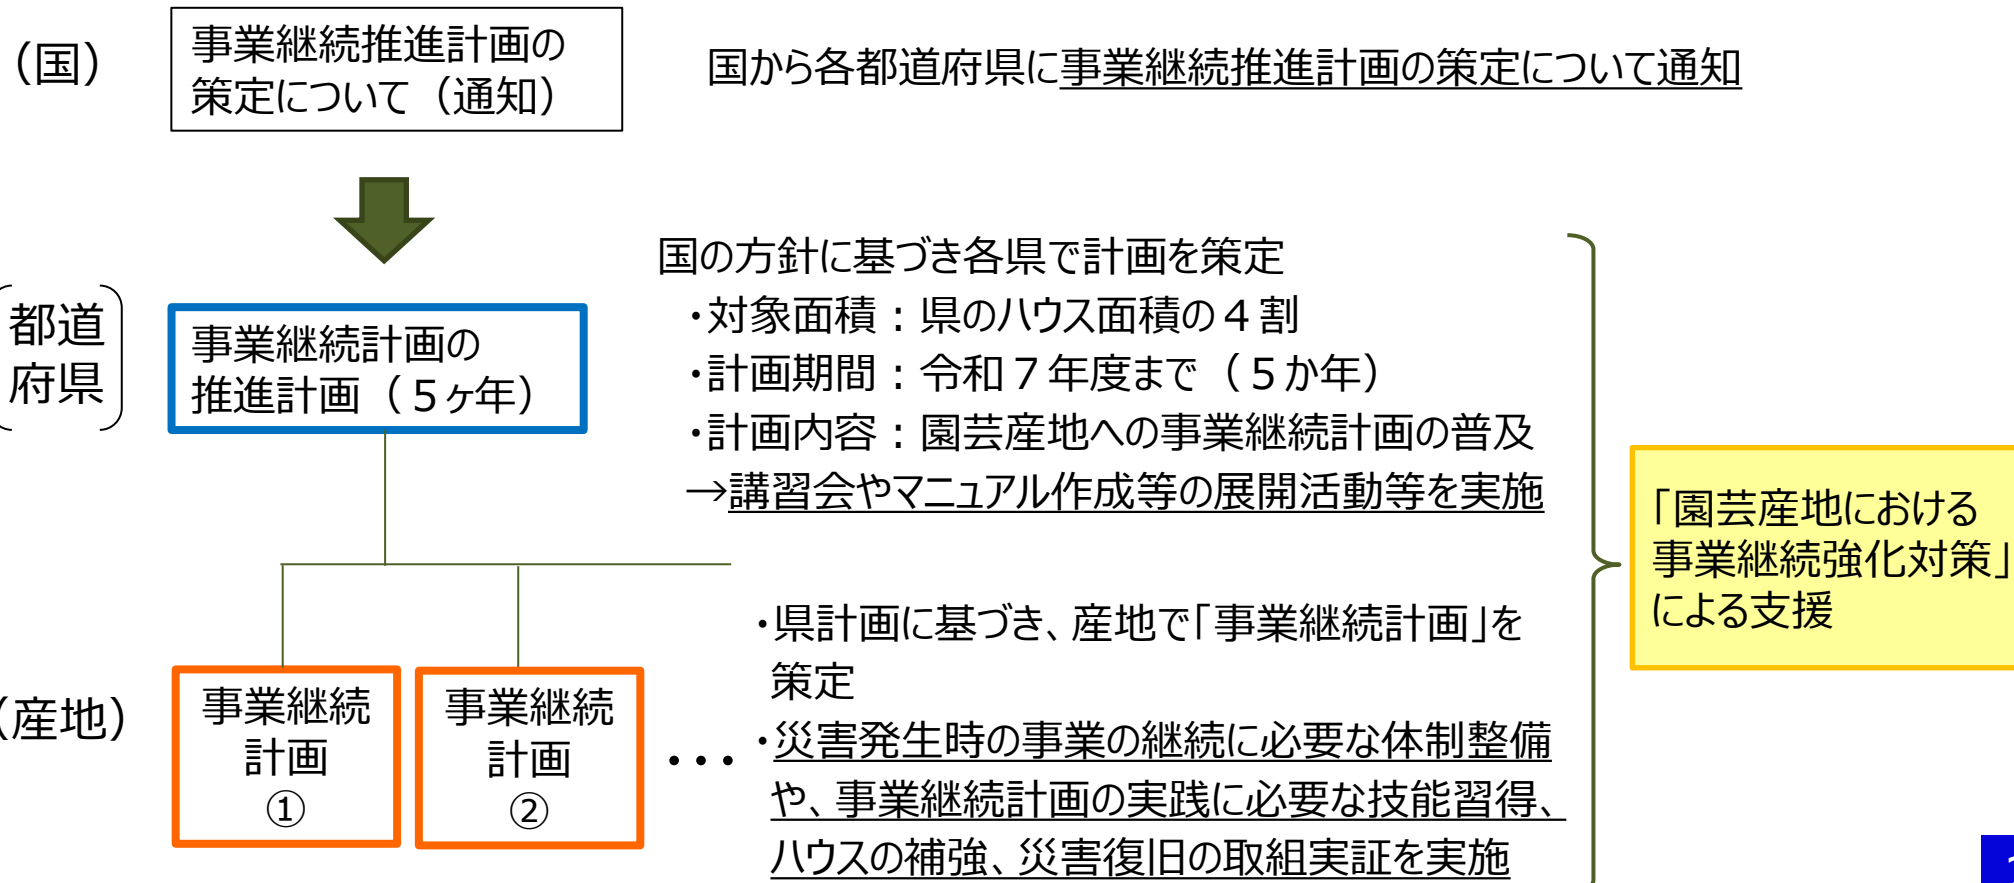 （国）
事業継続推進計画の
策定について（通知）
国から各都道府県に事業継続推進計画の策定について通知
都道
府県
事業継続計画の
推進計画（５ヶ年）
国の方針に基づき各県で計画を策定
・対象面積：県のハウス面積の４割
・計画期間：令和７年度まで（５か年）
・計画内容：園芸産地への事業継続計画の普及
→講習会やマニュアル作成等の展開活動等を実施
「園芸産地における
事業継続強化対策」
による支援
（産地）
事業継続
計画
①
事業継続
計画
②
・・・
・県計画に基づき、産地で「事業継続計画」を
策定
・災害発生時の事業の継続に必要な体制整備
や、事業継続計画の実践に必要な技能習得、
ハウスの補強、災害復旧の取組実証を実施